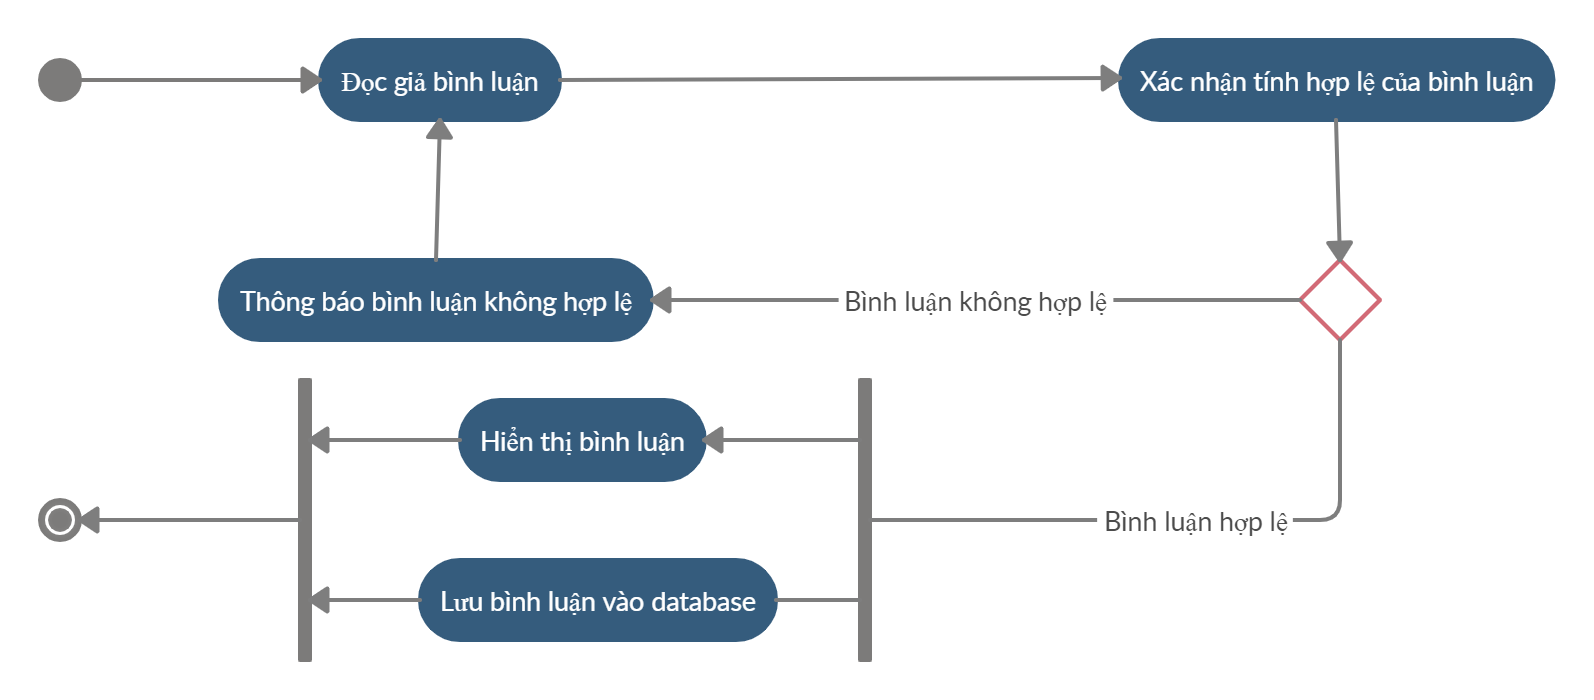 Đọc giả bình luận
Xác nhận tính hợp lệ của bình luận
Thông báo bình luận không hợp lệ
Bình luận không hợp lệ
Hiển thị bình luận
Bình luận hợp lệ
Lưu bình luận vào database